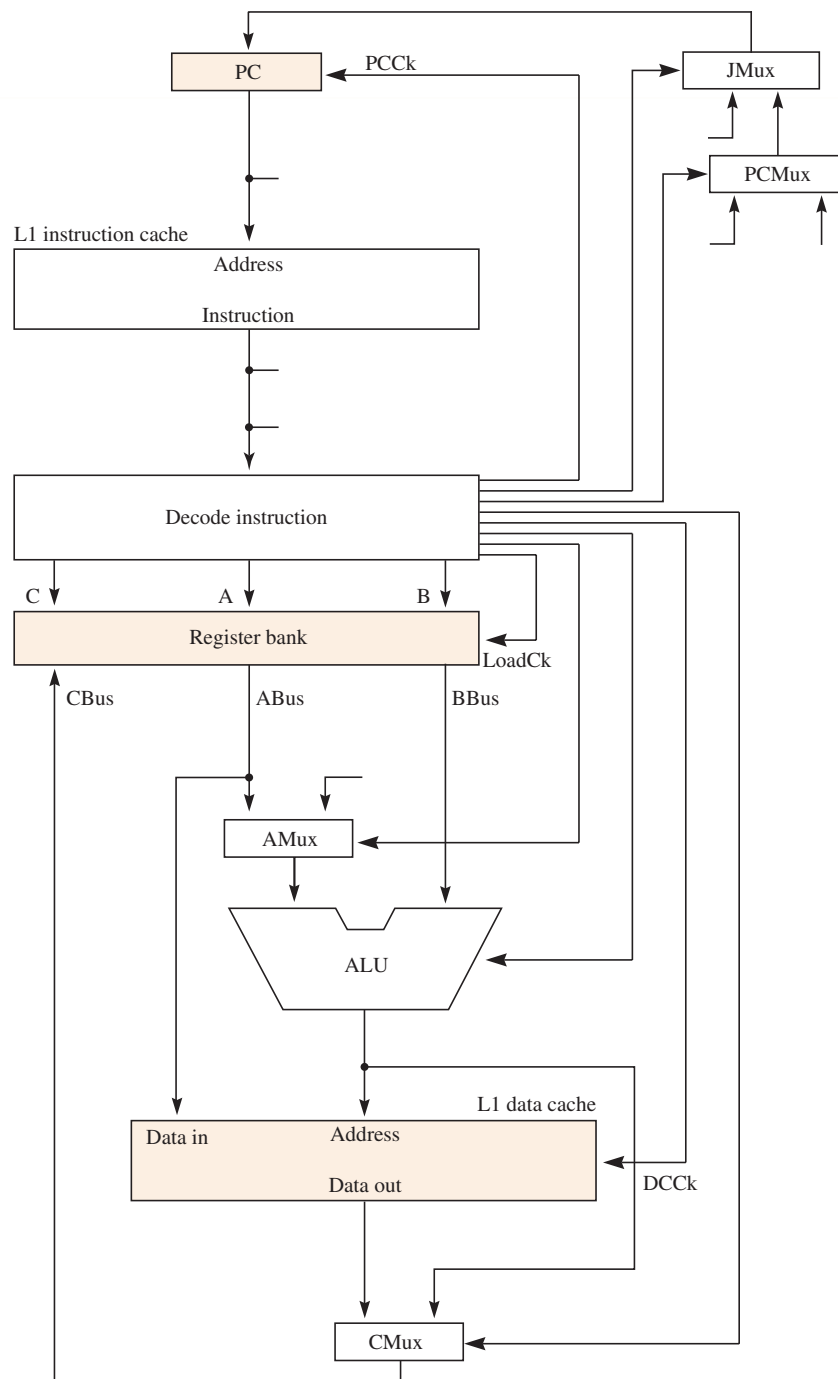 PC
PCCk
JMux
PCMux
L1 instruction cache
Address
Instruction
Decode instruction
C
A
B
Register bank
LoadCk
CBus
ABus
BBus
AMux
ALU
L1 data cache
Data in
Address
Data out
DCCk
CMux